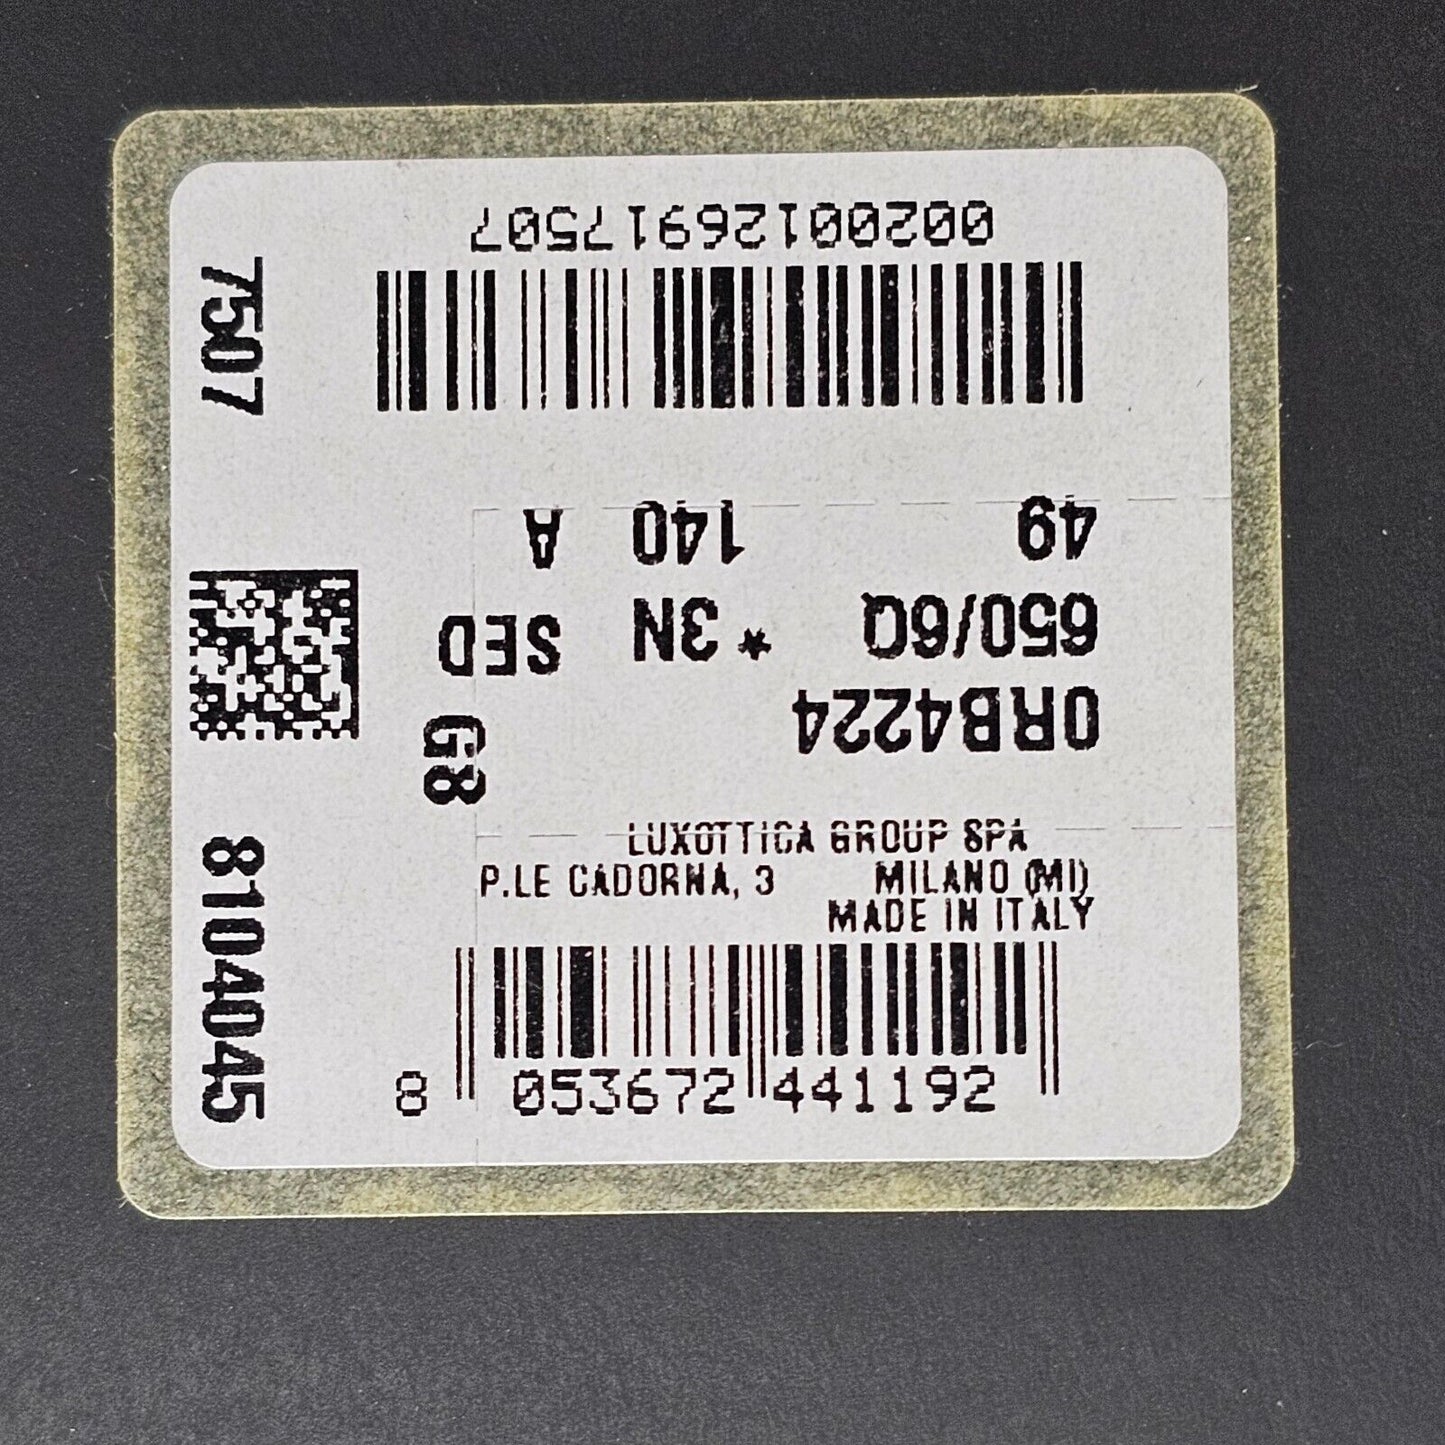 002001269177507
7507
49 140 A
650/6Q *3N SED
0RB4224
G8
8104045
LUXOTTICA GROUP SPA
P.LE CADORNA, 3 MILANO (MI)
MADE IN ITALY
8 053672 441192